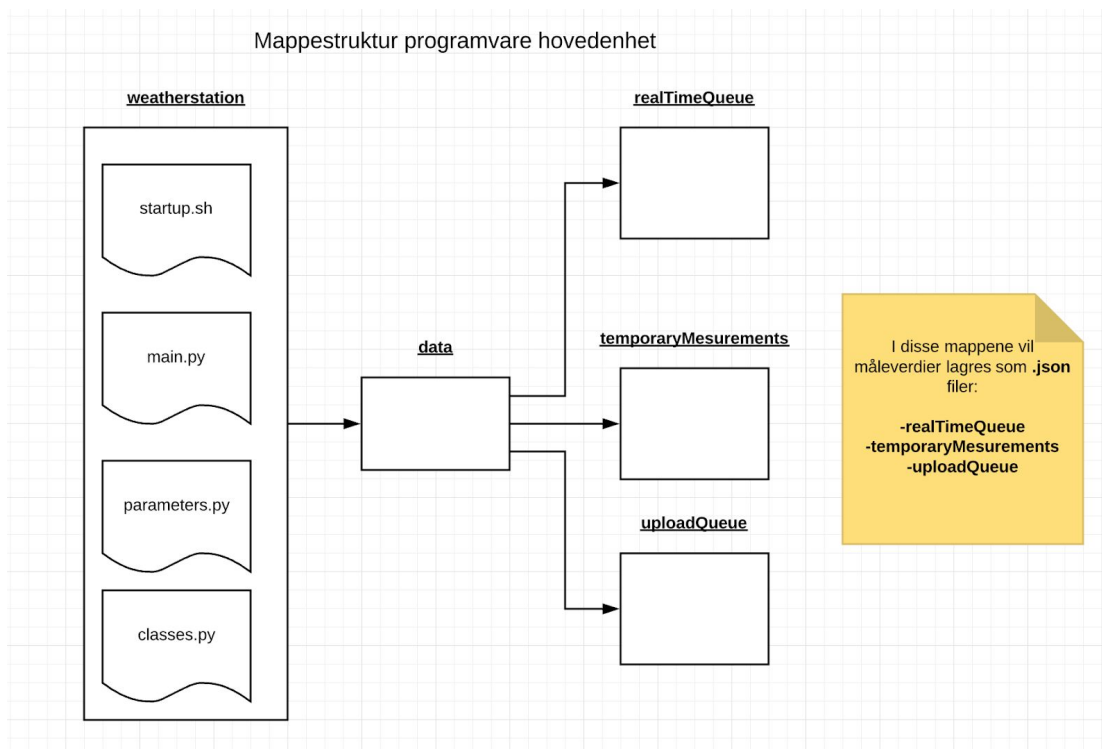 Mappestruktur programvare hovedenhet
weatherstation
startup.sh
main.py
parameters.py
classes.py
data
realTimeQueue
temporaryMesurements
uploadQueue
I disse mappene vil
måleverdier lagres som .json
filer:
-realTimeQueue
-temporaryMesurements
-uploadQueue